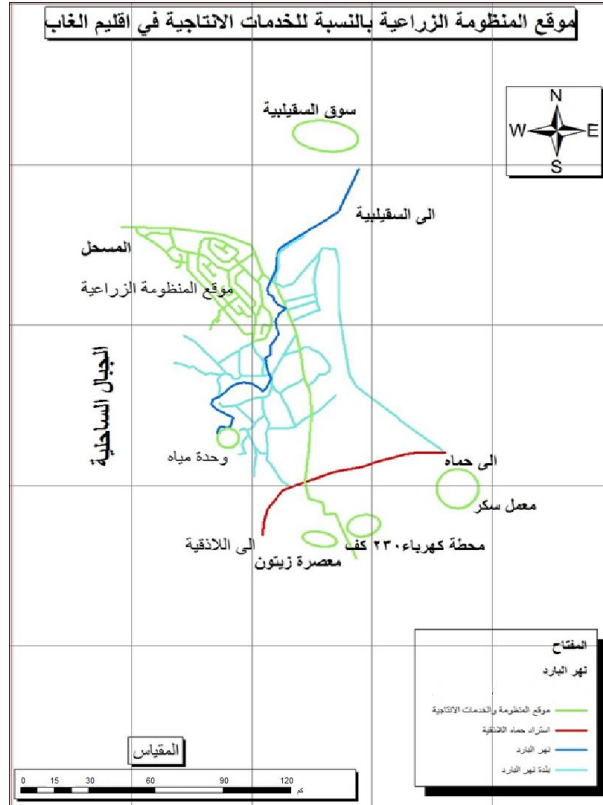 موقع المنظومة الزراعية بالنسبة للخدمات الانتاجية في اقليم الغاب
N
W E
S
سوق السقيلبية
الى السقيلبية
المسحل
موقع المنظومة الزراعية
الجبال الساحلية
وحدة مياه
الى حماه
معمل سكر
محطة كهرباء ٢٣٠ كف
الى اللاذقية
معصرة زيتون
المفتاح
نهر البارد
موقع المنظومة والخدمات الانتاجية
استراد حماه اللاذقية
نهر البارد
بلدة نهر البارد
المقياس
0 15 30 60 90 120
كم